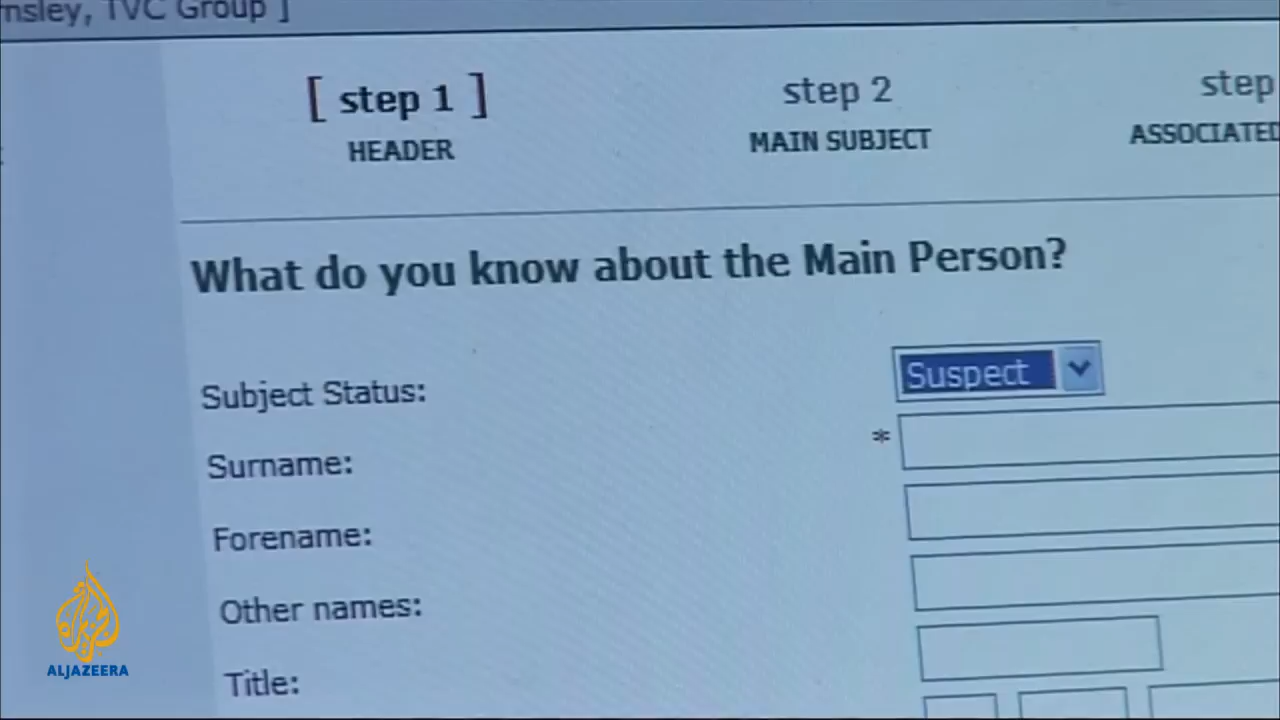 nsley, TVC Group ]
[ step 1 ]
HEADER
step 2
MAIN SUBJECT
step
ASSOCIATED
What do you know about the Main Person?
Subject Status:
Suspect
Surname:
*
Forename:
Other names:
Title:
ALJAZEERA